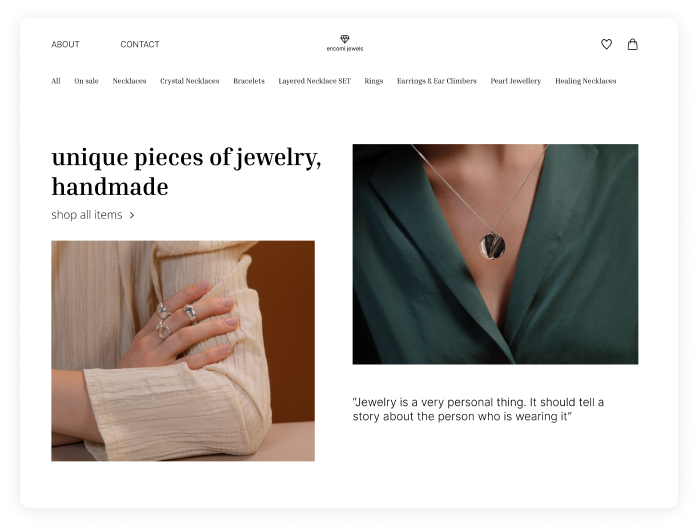 ABOUT
CONTACT
encomi jewels
All
On sale
Necklaces
Crystal Necklaces
Bracelets
Layered Necklace SET
Rings
Earrings & Ear Climbers
Pearl Jewellery
Healing Necklaces
unique pieces of jewelry,
handmade
shop all items
“Jewelry is a very personal thing. It should tell a
story about the person who is wearing it”